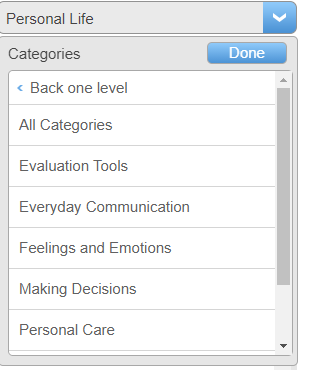 Personal Life
Categories
Done
Back one level
All Categories
Evaluation Tools
Everyday Communication
Feelings and Emotions
Making Decisions
Personal Care